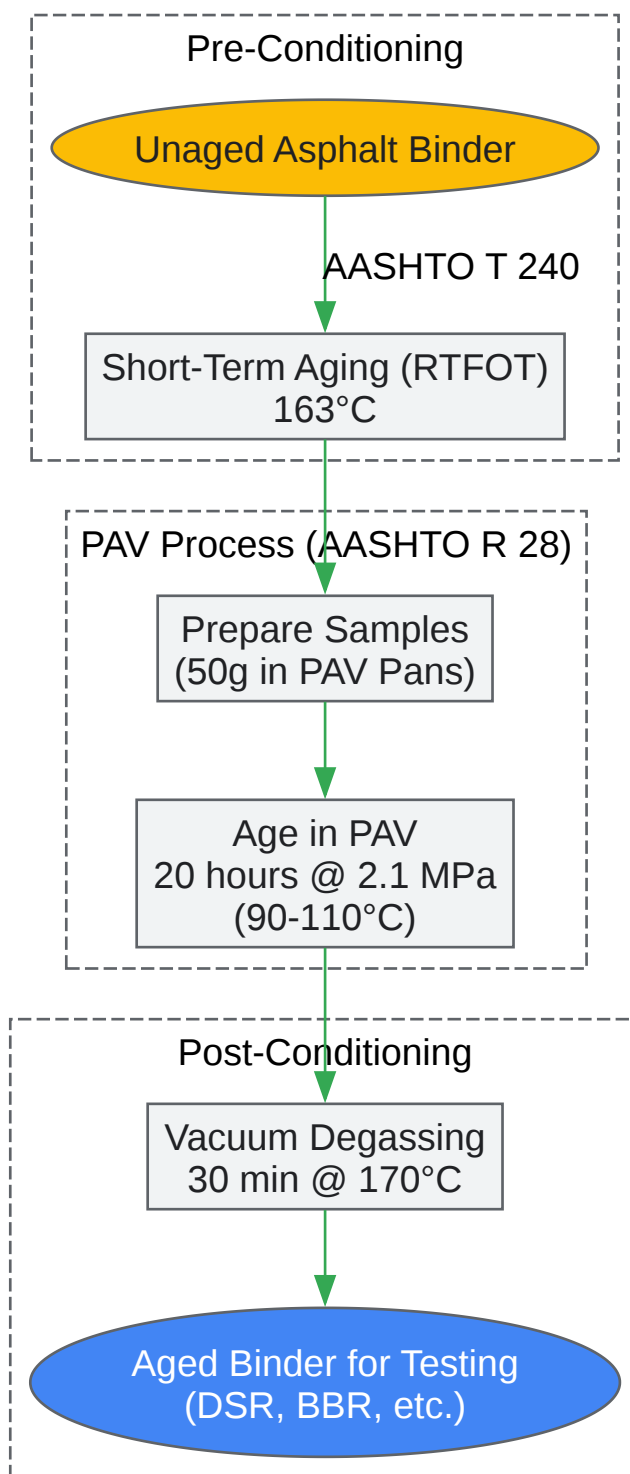 Pre-Conditioning
Unaged Asphalt Binder
AASHTO T 240
Short-Term Aging (RTFOT)
163°C
PAV Process (AASHTO R 28)
Prepare Samples
(50g in PAV Pans)
Age in PAV
20 hours @ 2.1 MPa
(90-110°C)
Post-Conditioning
Vacuum Degassing
30 min @ 170°C
Aged Binder for Testing
(DSR, BBR, etc.)